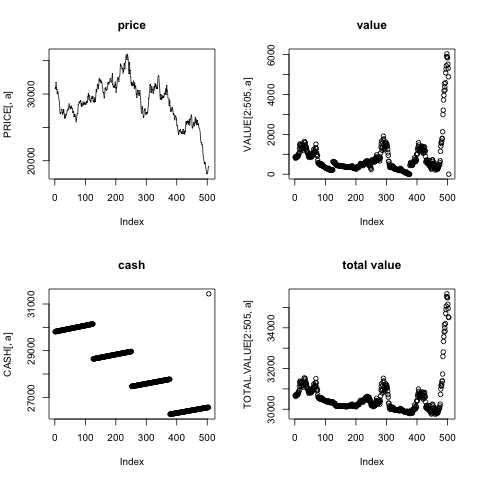 price
PRICE[, a]
20000
30000
0 100 200 300 400 500
Index
value
VALUE[2:505, a]
0
2000
4000
6000
0 100 200 300 400 500
Index
cash
CASH[, a]
27000
29000
31000
0 100 200 300 400 500
Index
total value
TOTAL.VALUE[2:505, a]
30000
32000
34000
0 100 200 300 400 500
Index